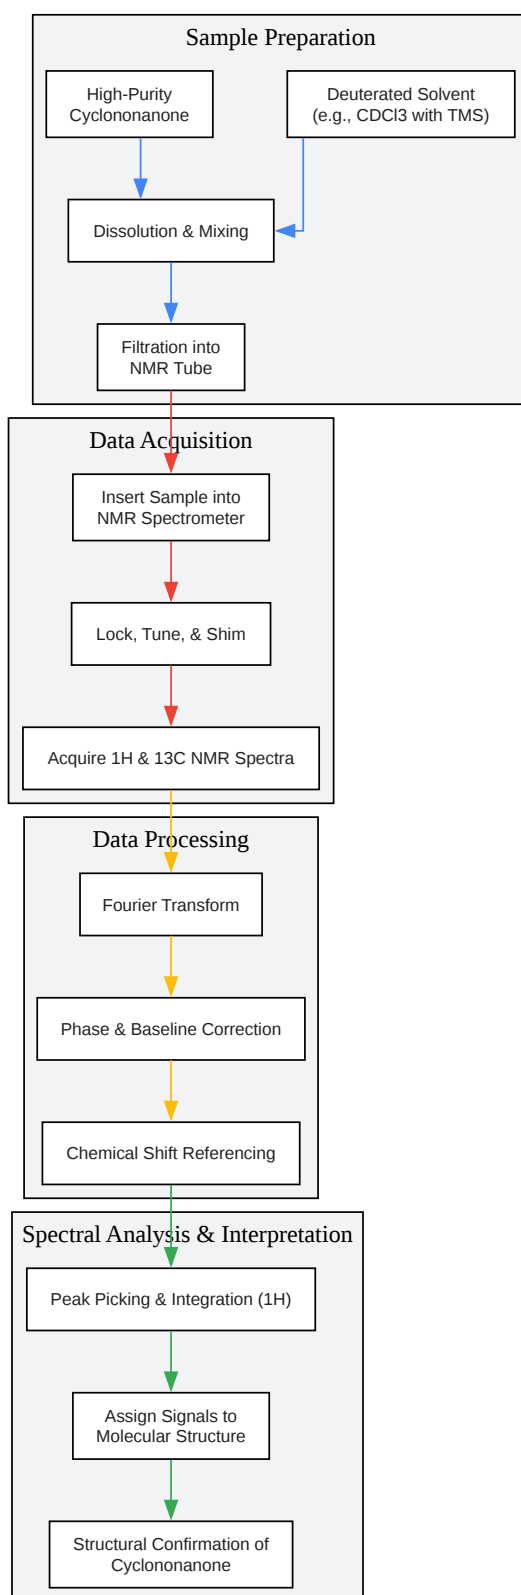 Sample Preparation
High-Purity
Cyclononanone
Deuterated Solvent
(e.g., CDCl3 with TMS)
Dissolution & Mixing
Filtration into
NMR Tube
Data Acquisition
Insert Sample into
NMR Spectrometer
Lock, Tune, & Shim
Acquire 1H & 13C NMR Spectra
Data Processing
Fourier Transform
Phase & Baseline Correction
Chemical Shift Referencing
Spectral Analysis & Interpretation
Peak Picking & Integration (1H)
Assign Signals to
Molecular Structure
Structural Confirmation of
Cyclononanone